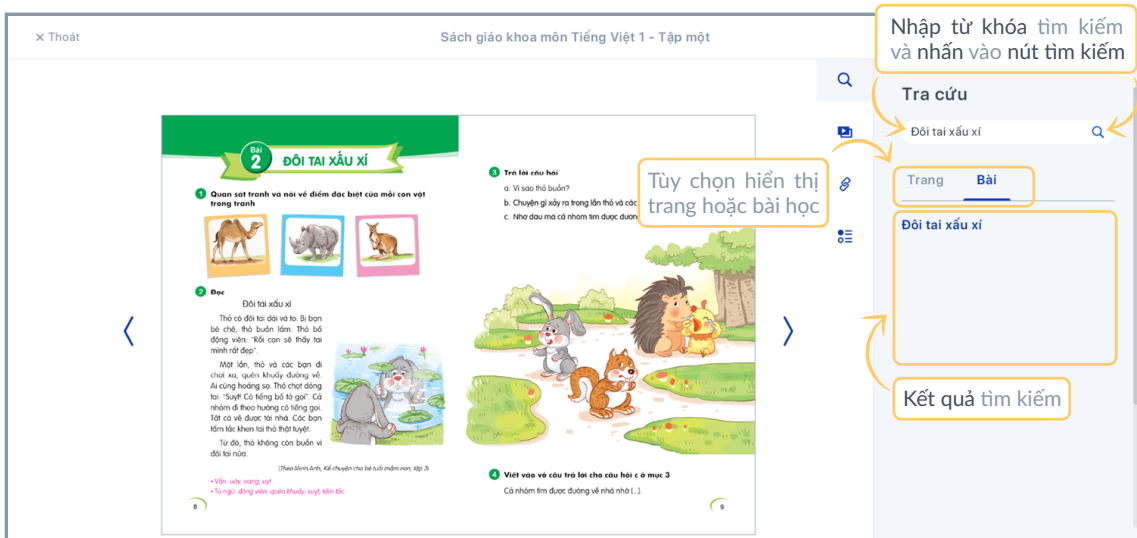 × Thoát
Sách giáo khoa môn Tiếng Việt 1 - Tập một
Nhập từ khóa tìm kiếm
và nhấn vào nút tìm kiếm
Tra cứu
Đôi tai xấu xí
Trang Bài
Đôi tai xấu xí
Kết quả tìm kiếm
Tùy chọn hiển thị
trang hoặc bài học
Bài
2
ĐÔI TAI XẤU XÍ
1 Quan sát tranh và nói về điểm đặc biệt của mỗi con vật
trong tranh
2 Đọc
Đôi tai xấu xí
Thỏ có đôi tai dài và to. Bị bạn
bè chê, thỏ buồn lắm. Thỏ bố
động viên: "Rồi con sẽ thấy tai
mình rất đẹp".
Một lần, thỏ và các bạn đi
chơi xa, quên khuấy đường về.
Ai cũng hoảng sợ. Thỏ chợt dỏng
tai: "Suỵt! Có tiếng bố tớ gọi". Cả
nhóm đi theo hướng có tiếng gọi.
Tất cả về được tới nhà. Các bạn
tấm tắc khen tai thỏ thật tuyệt.
Từ đó, thỏ không còn buồn vì
đôi tai nữa.
(Theo Minh Anh, Kể chuyện cho bé tuổi mầm non, lớp 3)
• Vần: uây, oang, uyt
• Từ ngữ: động viên, quên khuấy, suỵt, tấm tắc
8
3 Trả lời câu hỏi
a. Vì sao thỏ buồn?
b. Chuyện gì xảy ra trong lần thỏ và các
c. Nhờ đâu mà cả nhóm tìm được đường
4 Viết vào vở câu trả lời cho câu hỏi c ở mục 3
Cả nhóm tìm được đường về nhà nhờ (...).
9